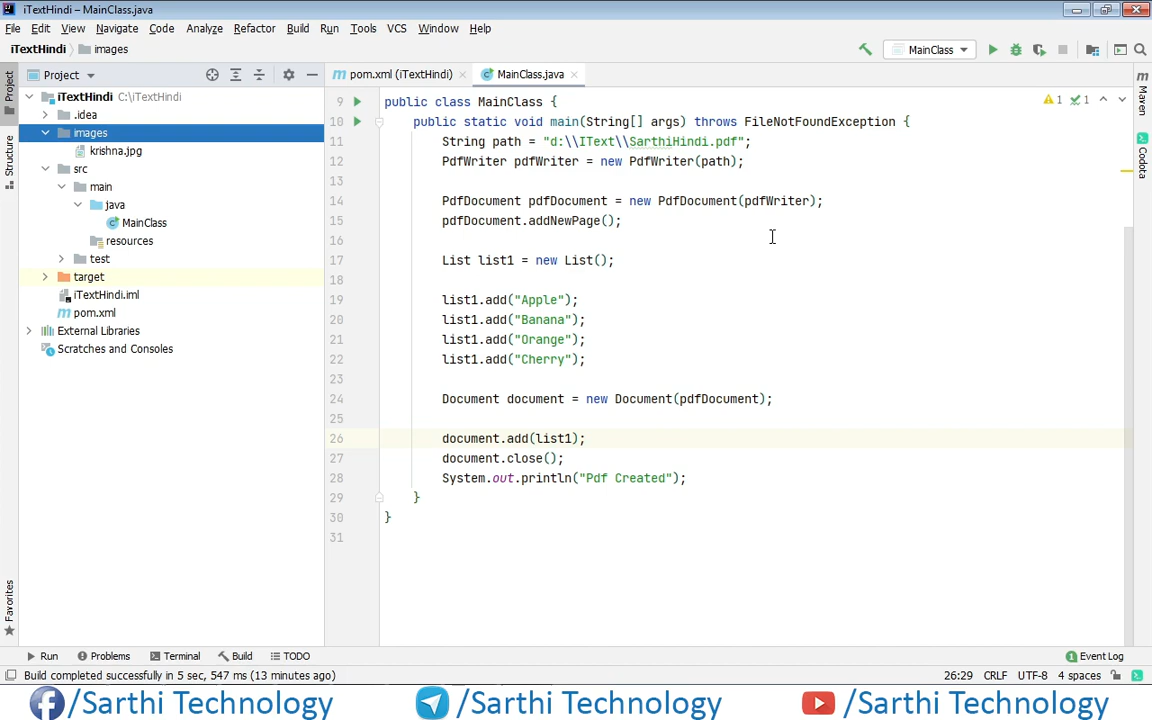 iTextHindi – MainClass.java
File Edit View Navigate Code Analyze Refactor Build Run Tools VCS Window Help
iTextHindi images MainClass
Project pom.xml (iTextHindi) MainClass.java
Project
Structure
Favorites
Maven
Codota
iTextHindi C:\iTextHindi
.idea
images
krishna.jpg
src
main
java
MainClass
resources
test
target
iTextHindi.iml
pom.xml
External Libraries
Scratches and Consoles
1 1
9 public class MainClass {
10 public static void main(String[] args) throws FileNotFoundException {
11 String path = "d:\\IText\\SarthiHindi.pdf";
12 PdfWriter pdfWriter = new PdfWriter(path);
13
14 PdfDocument pdfDocument = new PdfDocument(pdfWriter);
15 pdfDocument.addNewPage();
16
17 List list1 = new List();
18
19 list1.add("Apple");
20 list1.add("Banana");
21 list1.add("Orange");
22 list1.add("Cherry");
23
24 Document document = new Document(pdfDocument);
25
26 document.add(list1);
27 document.close();
28 System.out.println("Pdf Created");
29 }
30 }
31
Run Problems Terminal Build TODO 1 Event Log
Build completed successfully in 5 sec, 547 ms (13 minutes ago) 26:29 CRLF UTF-8 4 spaces
/Sarthi Technology /Sarthi Technology /Sarthi Technology